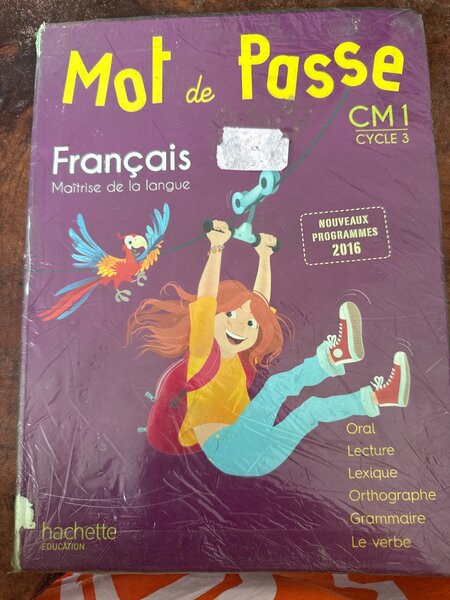 Mot de Passe
CM 1
CYCLE 3
Français
Maîtrise de la langue
NOUVEAUX
PROGRAMMES
2016
Oral
Lecture
Lexique
Orthographe
Grammaire
Le verbe
hachette
ÉDUCATION